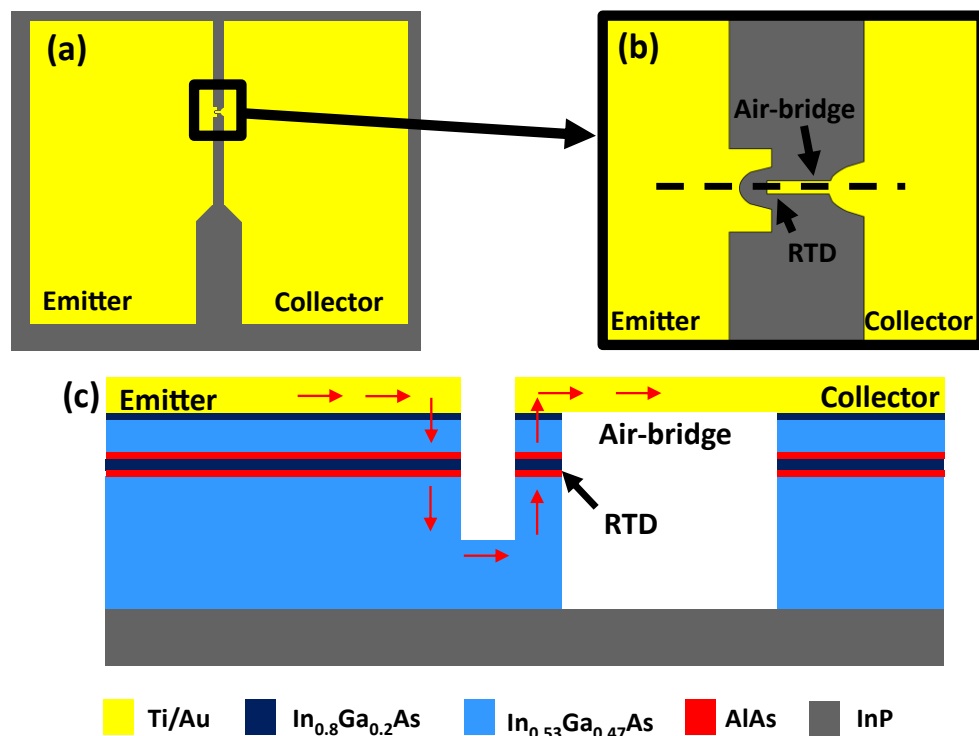 (a)
Emitter
Collector
(b)
Air-bridge
RTD
Emitter
Collector
(c)
Emitter
Collector
Air-bridge
RTD
Ti/Au
In₀.₈Ga₀.₂As
In₀.₅₃Ga₀.₄₇As
AlAs
InP